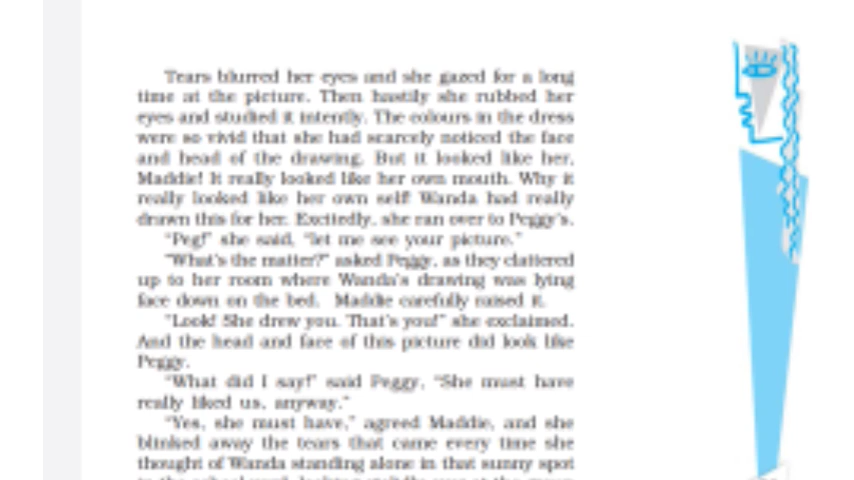 Tears blurred her eyes and she gazed for a long
time at the picture. Then hastily she rubbed her
eyes and studied it intently. The colours in the dress
were so vivid that she had scarcely noticed the face
and head of the drawing. But it looked like her,
Maddie! It really looked like her own mouth. Why it
really looked like her own self! Wanda had really
drawn this for her. Excitedly, she ran over to Peggy's.
"Peg!" she said, "let me see your picture."
"What's the matter?" asked Peggy, as they clattered
up to her room where Wanda's drawing was lying
face down on the bed. Maddie carefully raised it.
"Look! She drew you. That's you!" she exclaimed.
And the head and face of this picture did look like
Peggy.
"What did I say!" said Peggy, "She must have
really liked us, anyway."
"Yes, she must have," agreed Maddie, and she
blinked away the tears that came every time she
thought of Wanda standing alone in that sunny spot